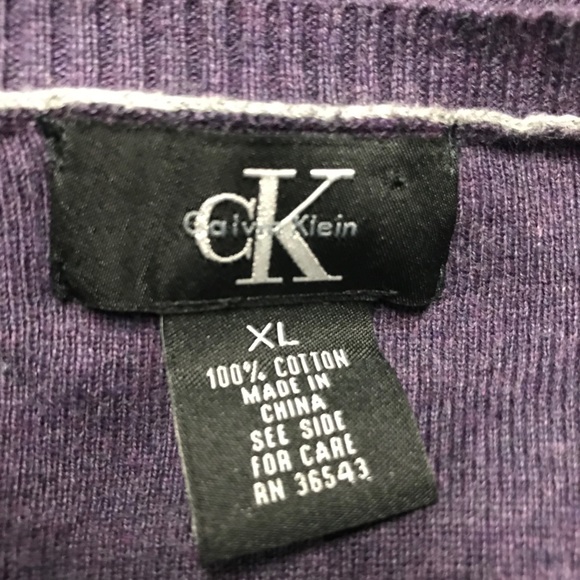 cK
Calvin Klein
XL
100% COTTON
MADE IN
CHINA
SEE SIDE
FOR CARE
RN 36543